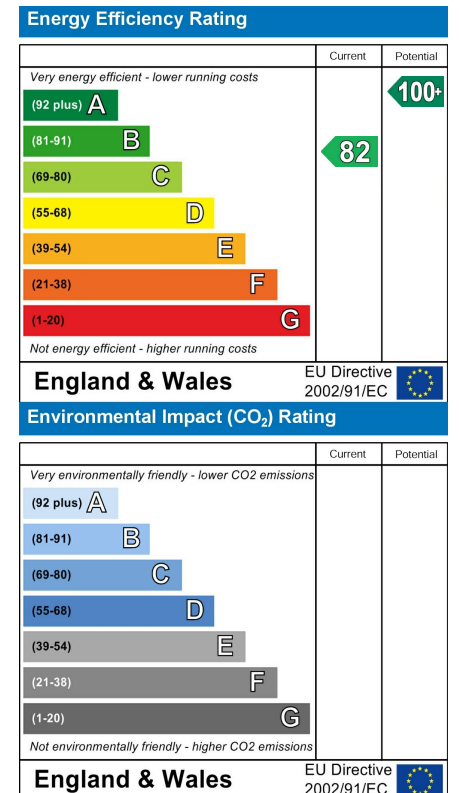 Energy Efficiency Rating
Current Potential
Very energy efficient - lower running costs
(92 plus) A
100+
(81-91) B
82
(69-80) C
(55-68) D
(39-54) E
(21-38) F
(1-20) G
Not energy efficient - higher running costs
England & Wales
EU Directive
2002/91/EC
Environmental Impact (CO₂) Rating
Current Potential
Very environmentally friendly - lower CO2 emissions
(92 plus) A
(81-91) B
(69-80) C
(55-68) D
(39-54) E
(21-38) F
(1-20) G
Not environmentally friendly - higher CO2 emissions
England & Wales
EU Directive
2002/91/EC